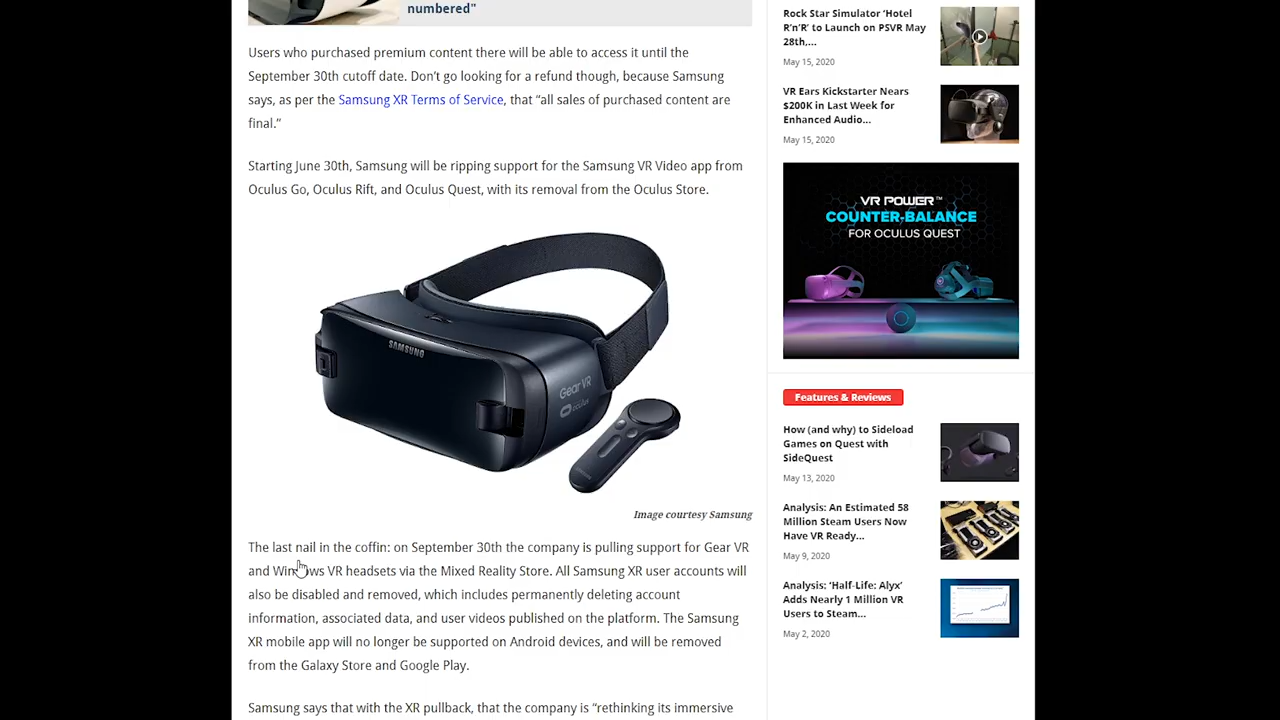 numbered"
Users who purchased premium content there will be able to access it until the
September 30th cutoff date. Don't go looking for a refund though, because Samsung
says, as per the Samsung XR Terms of Service, that "all sales of purchased content are
final."
Starting June 30th, Samsung will be ripping support for the Samsung VR Video app from
Oculus Go, Oculus Rift, and Oculus Quest, with its removal from the Oculus Store.
SAMSUNG
Gear VR
oculus
Image courtesy Samsung
The last nail in the coffin: on September 30th the company is pulling support for Gear VR
and Windows VR headsets via the Mixed Reality Store. All Samsung XR user accounts will
also be disabled and removed, which includes permanently deleting account
information, associated data, and user videos published on the platform. The Samsung
XR mobile app will no longer be supported on Android devices, and will be removed
from the Galaxy Store and Google Play.
Samsung says that with the XR pullback, that the company is "rethinking its immersive
Rock Star Simulator 'Hotel
R'n'R' to Launch on PSVR May
28th,...
May 15, 2020
VR Ears Kickstarter Nears
$200K in Last Week for
Enhanced Audio...
May 15, 2020
VR POWER™
COUNTER-BALANCE
FOR OCULUS QUEST
Features & Reviews
How (and why) to Sideload
Games on Quest with
SideQuest
May 13, 2020
Analysis: An Estimated 58
Million Steam Users Now
Have VR Ready...
May 9, 2020
Analysis: 'Half-Life: Alyx'
Adds Nearly 1 Million VR
Users to Steam...
May 2, 2020